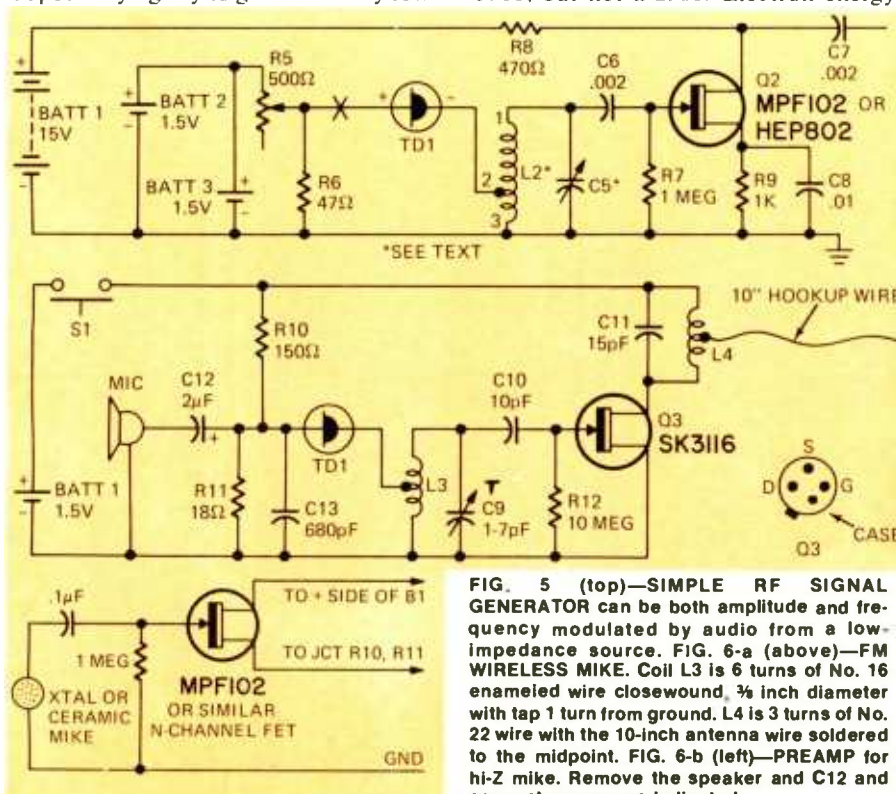 R8
470Ω
C7
.002
R5
500Ω
C6
.002
Q2
MPF102 OR
HEP802
+
BATT 1
15V
-
+
BATT 2
1.5V
-
BATT 3
1.5V
+
-
+
-
TD1
R6
47Ω
1
2
3
L2*
C5*
R7
1 MEG
R9
1K
C8
.01
*SEE TEXT
S1
R10
150Ω
C11
15pF
10" HOOKUP WIRE
L4
MIC
C12
2µF
+
TD1
C10
10pF
Q3
SK3116
+
BATT 1
1.5V
-
R11
18Ω
C13
680pF
L3
C9
1-7pF
R12
10 MEG
S
D
G
CASE
Q3
.1µF
1 MEG
XTAL OR
CERAMIC
MIKE
MPF102
OR SIMILAR
N-CHANNEL FET
TO + SIDE OF B1
TO JCT R10, R11
GND
FIG. 5 (top)—SIMPLE RF SIGNAL
GENERATOR can be both amplitude and fre-
quency modulated by audio from a low-
impedance source. FIG. 6-a (above)—FM
WIRELESS MIKE. Coil L3 is 6 turns of No. 16
enameled wire closewound, ⅜ inch diameter
with tap 1 turn from ground. L4 is 3 turns of No.
22 wire with the 10-inch antenna wire soldered
to the midpoint. FIG. 6-b (left)—PREAMP for
hi-Z mike. Remove the speaker and C12 and